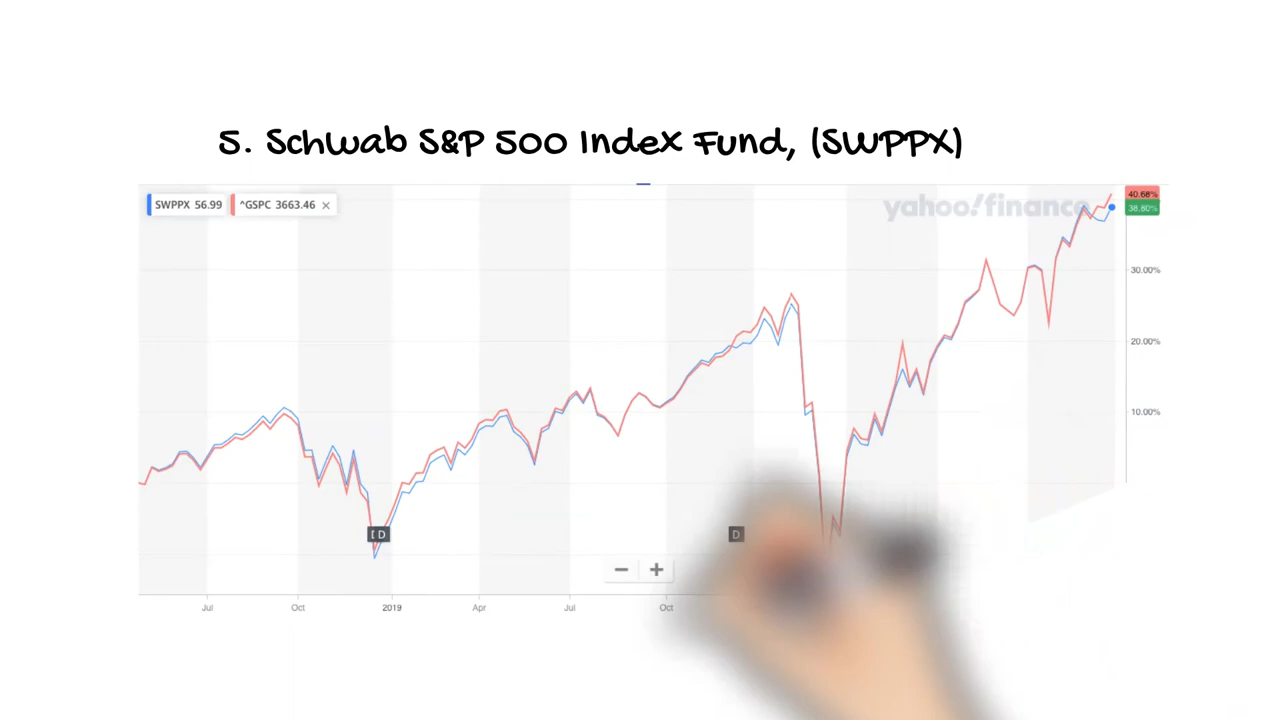 5. Schwab S&P 500 Index Fund, (SWPPX)
SWPPX 56.99 ^GSPC 3663.46 ×
yahoo!finance
40.68%
38.80%
30.00%
20.00%
10.00%
D
D
− +
Jul Oct 2019 Apr Jul Oct